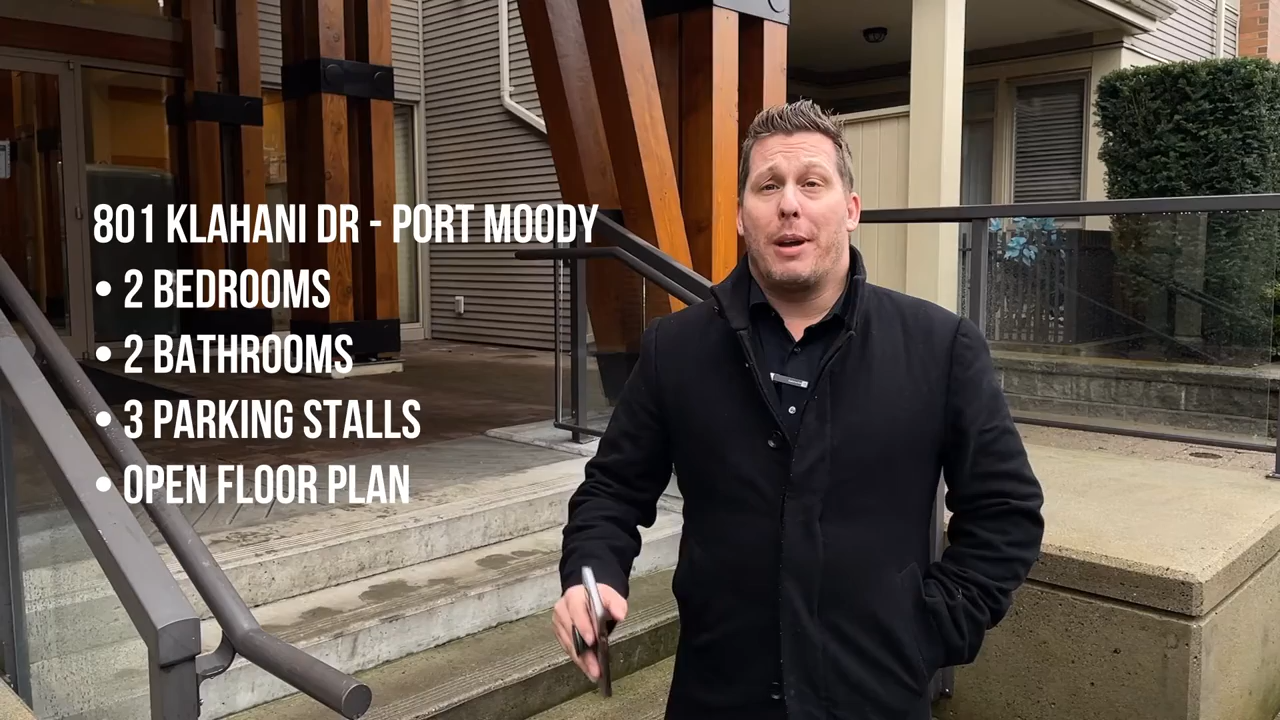 801 KLAHANI DR - PORT MOODY
• 2 BEDROOMS
• 2 BATHROOMS
• 3 PARKING STALLS
• OPEN FLOOR PLAN